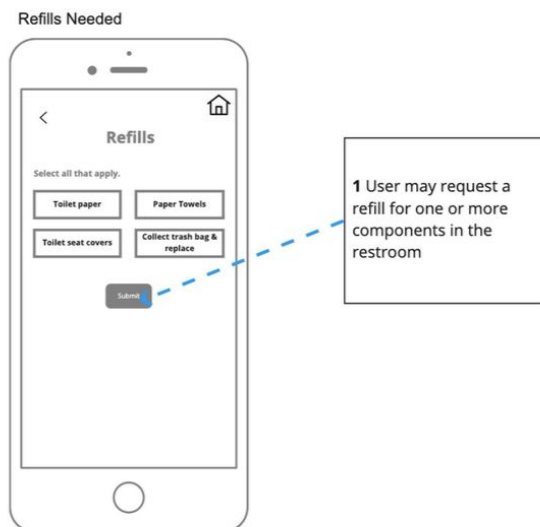 Refills Needed
Refills
Select all that apply.
Toilet paper
Paper Towels
Toilet seat covers
Collect trash bag &
replace
Submit
1 User may request a
refill for one or more
components in the
restroom